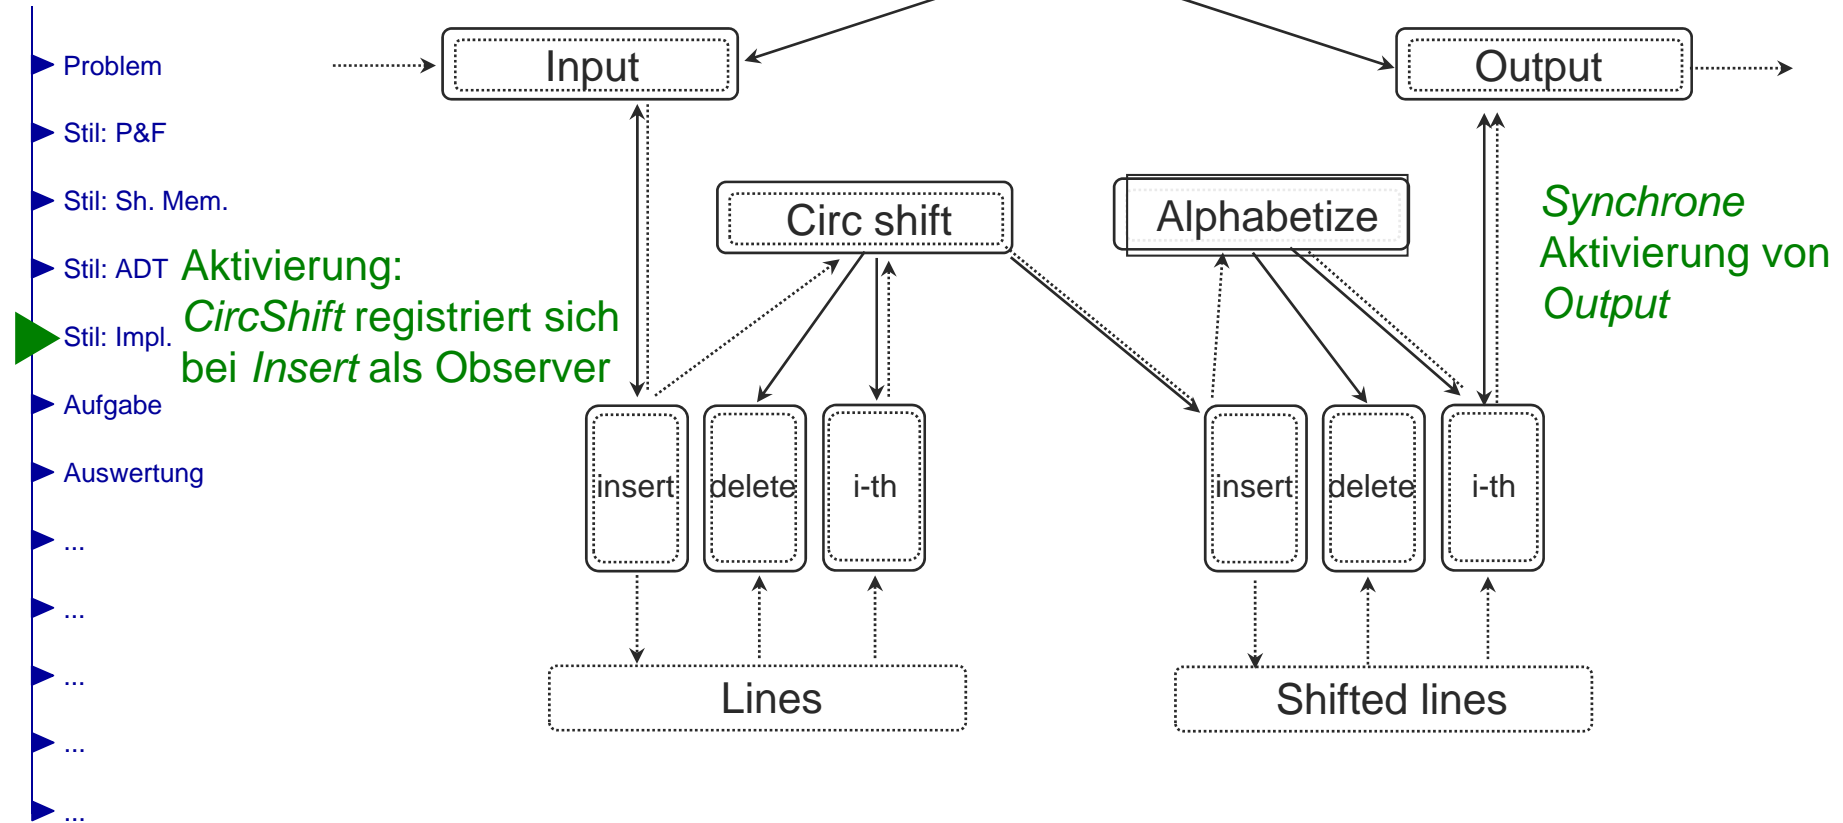 Problem
Stil: P&F
Stil: Sh. Mem.
Stil: ADT
Stil: Impl.
Aufgabe
Auswertung
...
...
...
...
...
Input
Output
Circ shift
Alphabetize
Aktivierung:
CircShift registriert sich
bei Insert als Observer
Synchrone
Aktivierung von
Output
insert
delete
i-th
insert
delete
i-th
Lines
Shifted lines